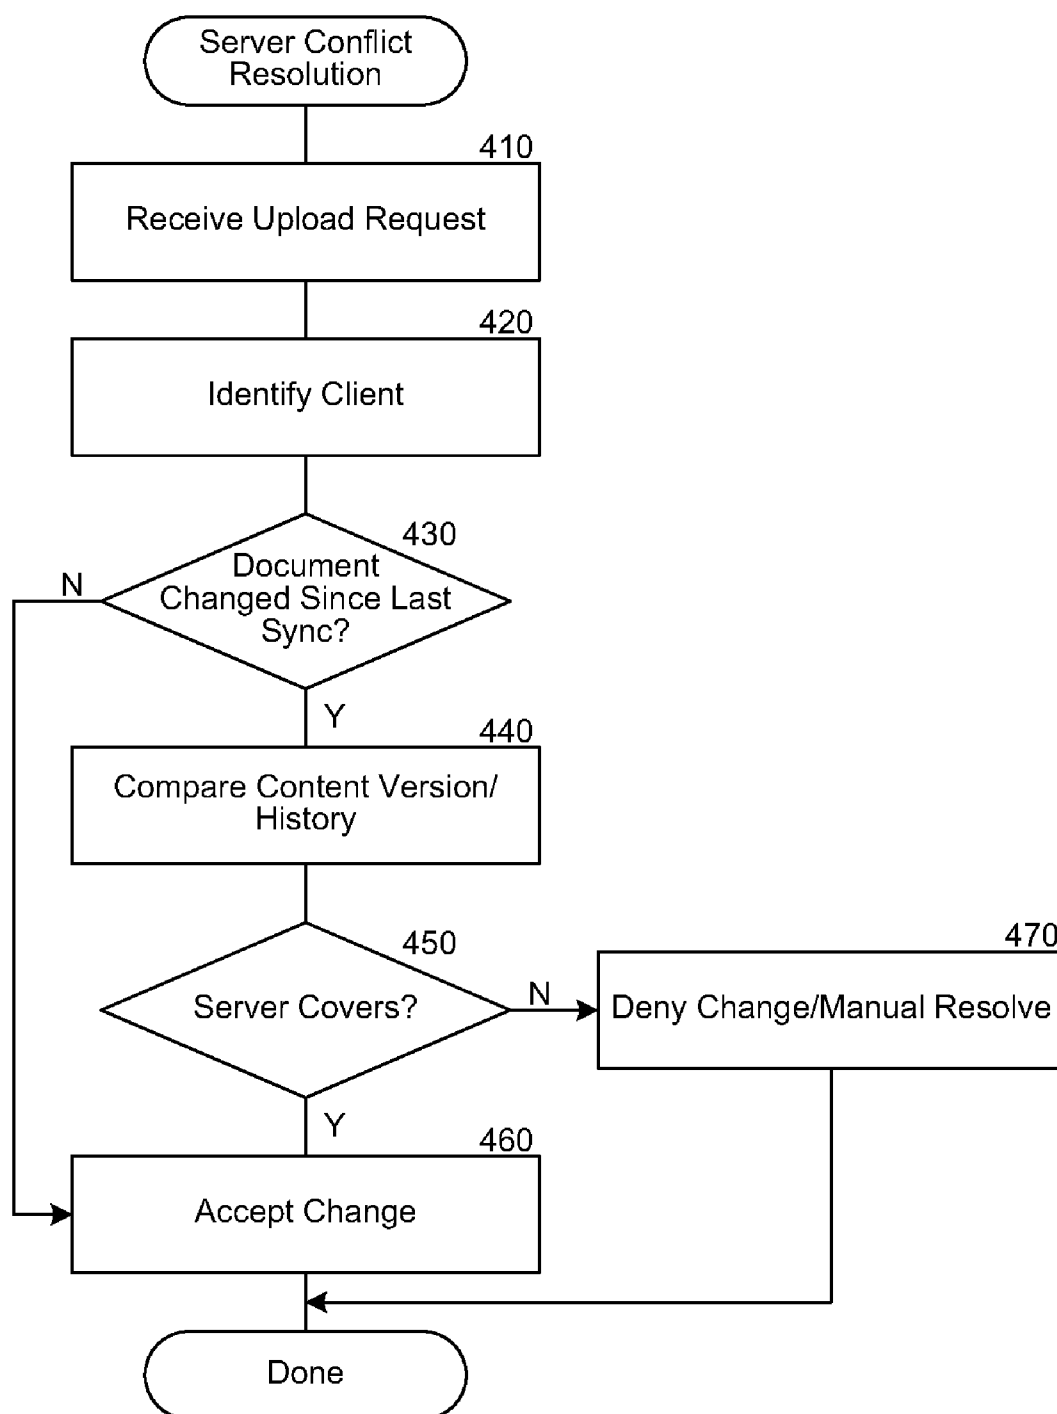 Server Conflict
Resolution
410
Receive Upload Request
420
Identify Client
430
Document
Changed Since Last
Sync?
N
Y
440
Compare Content Version/
History
450
Server Covers?
N
470
Deny Change/Manual Resolve
Y
460
Accept Change
Done